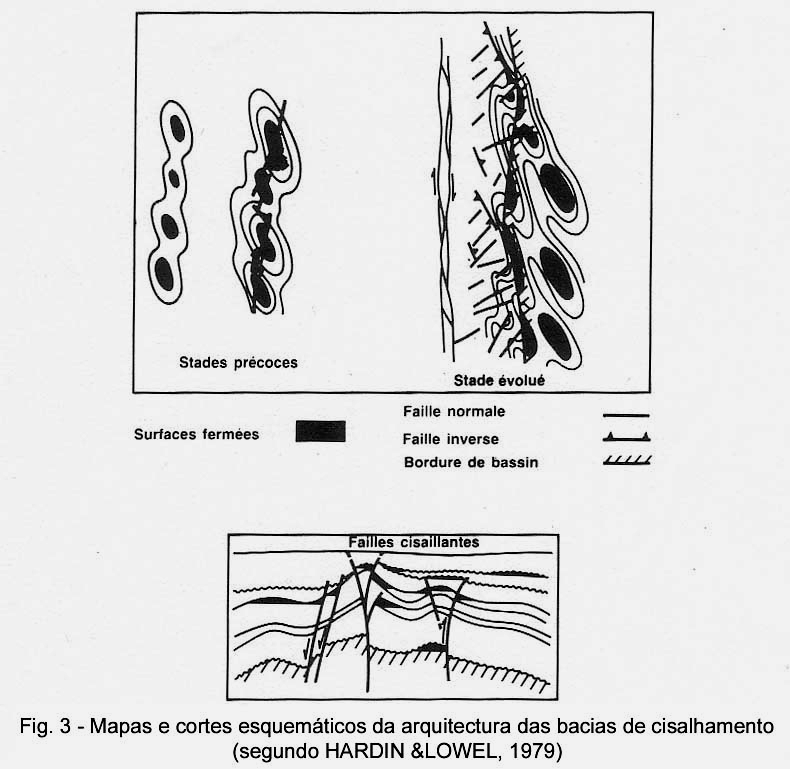 Stades précoces
Stade évolué
Surfaces fermées
Faille normale
Faille inverse
Bordure de bassin
Failles cisaillantes
Fig. 3 - Mapas e cortes esquemáticos da arquitectura das bacias de cisalhamento
(segundo HARDIN &LOWEL, 1979)